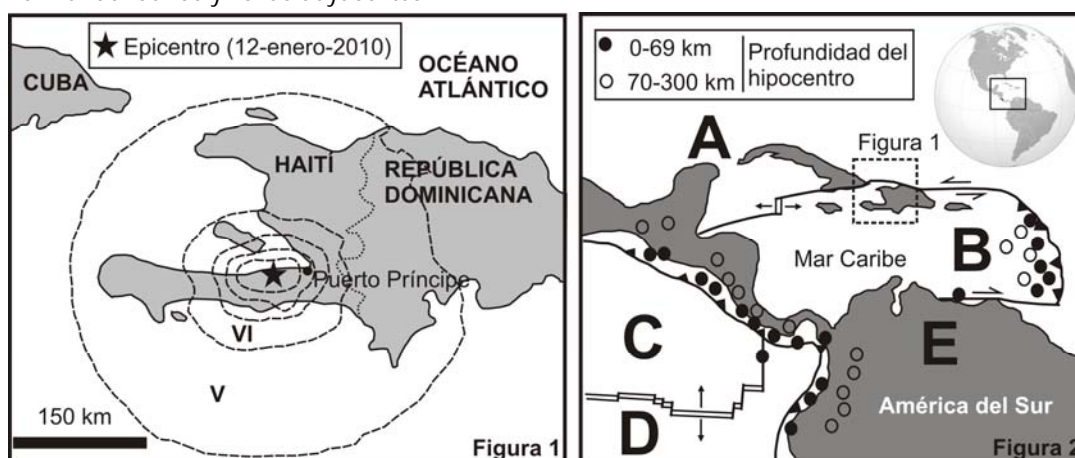 Epicentro (12-enero-2010)
CUBA
OCÉANO
ATLÁNTICO
HAITÍ
REPÚBLICA
DOMINICANA
Puerto Príncipe
VI
V
150 km
Figura 1
0-69 km
70-300 km
Profundidad del
hipocentro
A
Figura 1
B
Mar Caribe
C
E
D
América del Sur
Figura 2